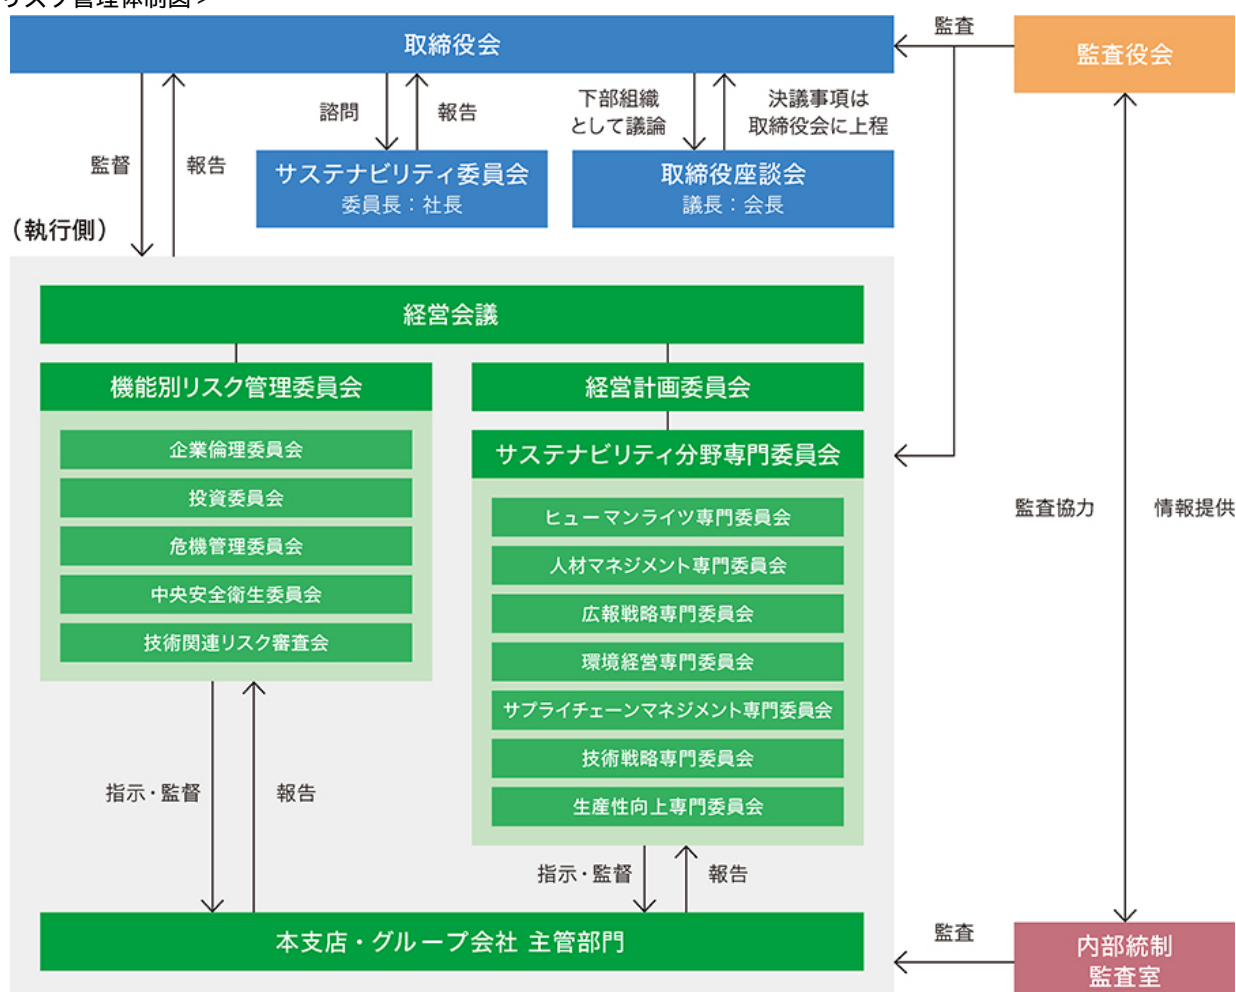 リスク管理体制図>
取締役会
監査
監査役会
諮問
報告
下部組織
として議論
決議事項は
取締役会に上程
監督
報告
サステナビリティ委員会
委員長：社長
取締役座談会
議長：会長
（執行側）
経営会議
機能別リスク管理委員会
企業倫理委員会
投資委員会
危機管理委員会
中央安全衛生委員会
技術関連リスク審査会
経営計画委員会
サステナビリティ分野専門委員会
ヒューマンライツ専門委員会
人材マネジメント専門委員会
広報戦略専門委員会
環境経営専門委員会
サプライチェーンマネジメント専門委員会
技術戦略専門委員会
生産性向上専門委員会
監査協力
情報提供
指示・監督
報告
指示・監督
報告
本支店・グループ会社 主管部門
監査
内部統制
監査室